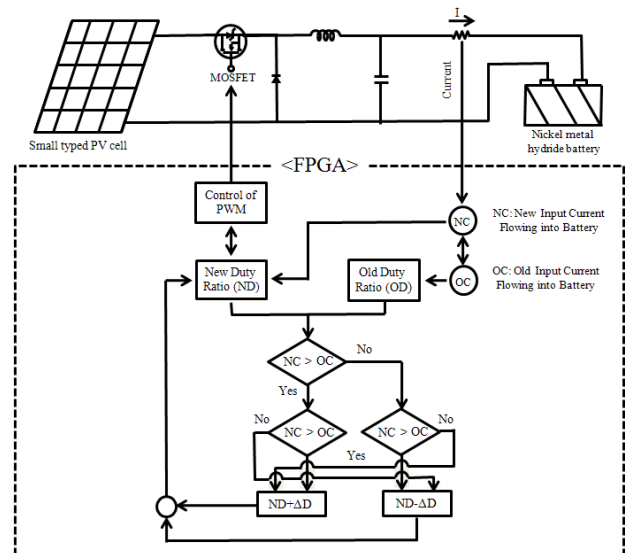 I
MOSFET
Current
Small typed PV cell
Nickel metal
hydride battery
<FPGA>
Control of
PWM
NC
NC: New Input Current
Flowing into Battery
New Duty
Ratio (ND)
Old Duty
Ratio (OD)
OC
OC: Old Input Current
Flowing into Battery
NC > OC
No
Yes
No
NC > OC
NC > OC
No
Yes
ND+ΔD
ND-ΔD